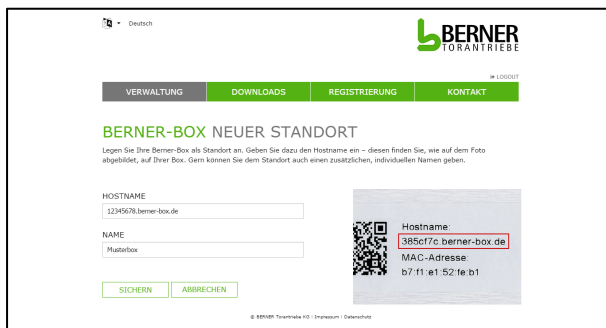 Deutsch
BERNER
TORANTRIEBE
LOGOUT
VERWALTUNG DOWNLOADS REGISTRIERUNG KONTAKT
BERNER-BOX NEUER STANDORT
Legen Sie Ihre Berner-Box als Standort an. Geben Sie dazu den Hostname ein – diesen finden Sie, wie auf dem Foto
abgebildet, auf Ihrer Box. Gern können Sie dem Standort auch einen zusätzlichen, individuellen Namen geben.
HOSTNAME
12345678.berner-box.de
NAME
Musterbox
SICHERN ABBRECHEN
Hostname:
385cf7c.berner-box.de
MAC-Adresse:
b7:f1:e1:52:fe:b1
© BERNER Torantriebe KG | Impressum | Datenschutz